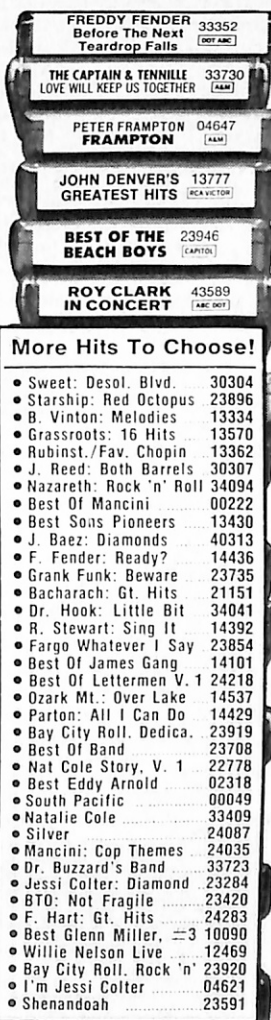 FREDDY FENDER 33352
Before The Next
Teardrop Falls DOT ABC
THE CAPTAIN & TENNILLE 33730
LOVE WILL KEEP US TOGETHER A&M
PETER FRAMPTON 04647
FRAMPTON A&M
JOHN DENVER'S 13777
GREATEST HITS RCA VICTOR
BEST OF THE 23946
BEACH BOYS CAPITOL
ROY CLARK 43589
IN CONCERT ABC DOT
More Hits To Choose!
• Sweet: Desol. Blvd. 30304
• Starship: Red Octopus 23896
• B. Vinton: Melodies 13334
• Grassroots: 16 Hits 13570
• Rubinst./Fav. Chopin 13362
• J. Reed: Both Barrels 30307
• Nazareth: Rock 'n' Roll 34094
• Best Of Mancini 00222
• Best Sons Pioneers 13430
• J. Baez: Diamonds 40313
• F. Fender: Ready? 14436
• Grank Funk: Beware 23735
• Bacharach: Gt. Hits 21151
• Dr. Hook: Little Bit 34041
• R. Stewart: Sing It 14392
• Fargo Whatever I Say 23854
• Best Of James Gang 14101
• Best Of Lettermen V. 1 24218
• Ozark Mt.: Over Lake 14537
• Parton: All I Can Do 14429
• Bay City Roll. Dedica. 23919
• Best Of Band 23708
• Nat Cole Story, V. 1 22778
• Best Eddy Arnold 02318
• South Pacific 00049
• Natalie Cole 33409
• Silver 24087
• Mancini: Cop Themes 24035
• Dr. Buzzard's Band 33723
• Jessi Colter: Diamond 23284
• BTO: Not Fragile 23420
• F. Hart: Gt. Hits 24283
• Best Glenn Miller, #3 10090
• Willie Nelson Live 12469
• Bay City Roll. Rock 'n' 23920
• I'm Jessi Colter 04621
• Shenandoah 23591